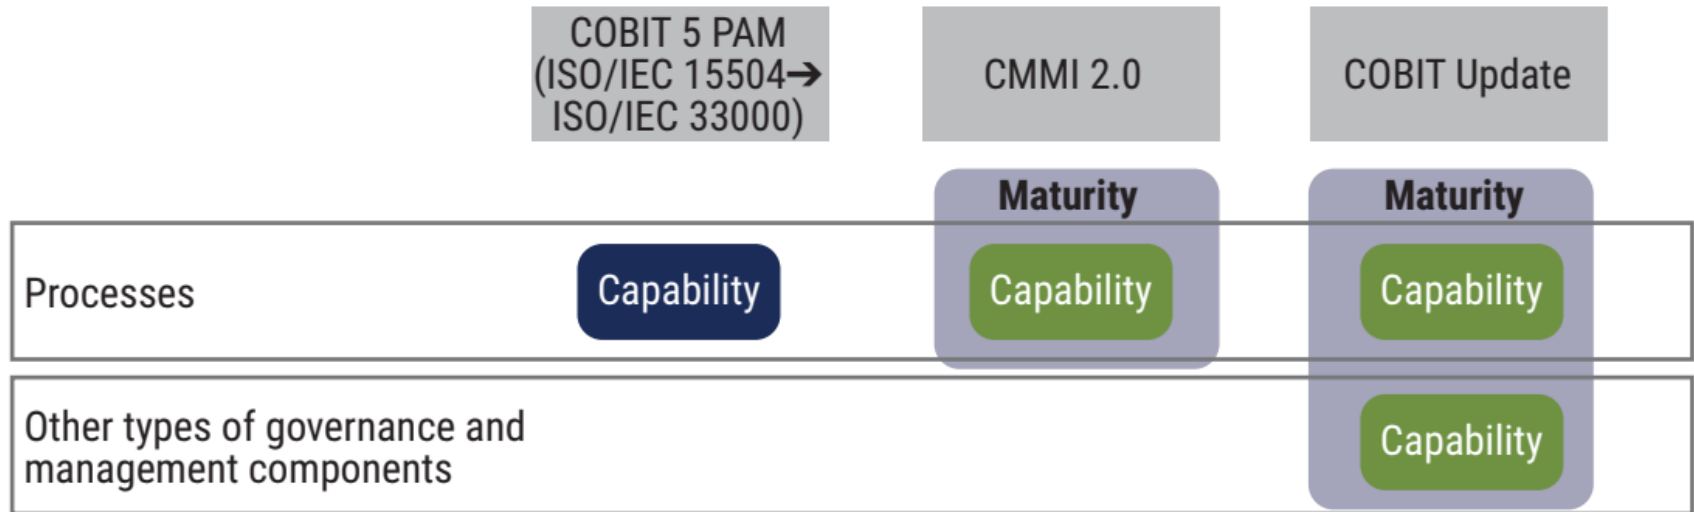 COBIT 5 PAM
(ISO/IEC 15504➔
ISO/IEC 33000)
CMMI 2.0
COBIT Update
Maturity
Maturity
Processes
Capability
Capability
Capability
Other types of governance and
management components
Capability